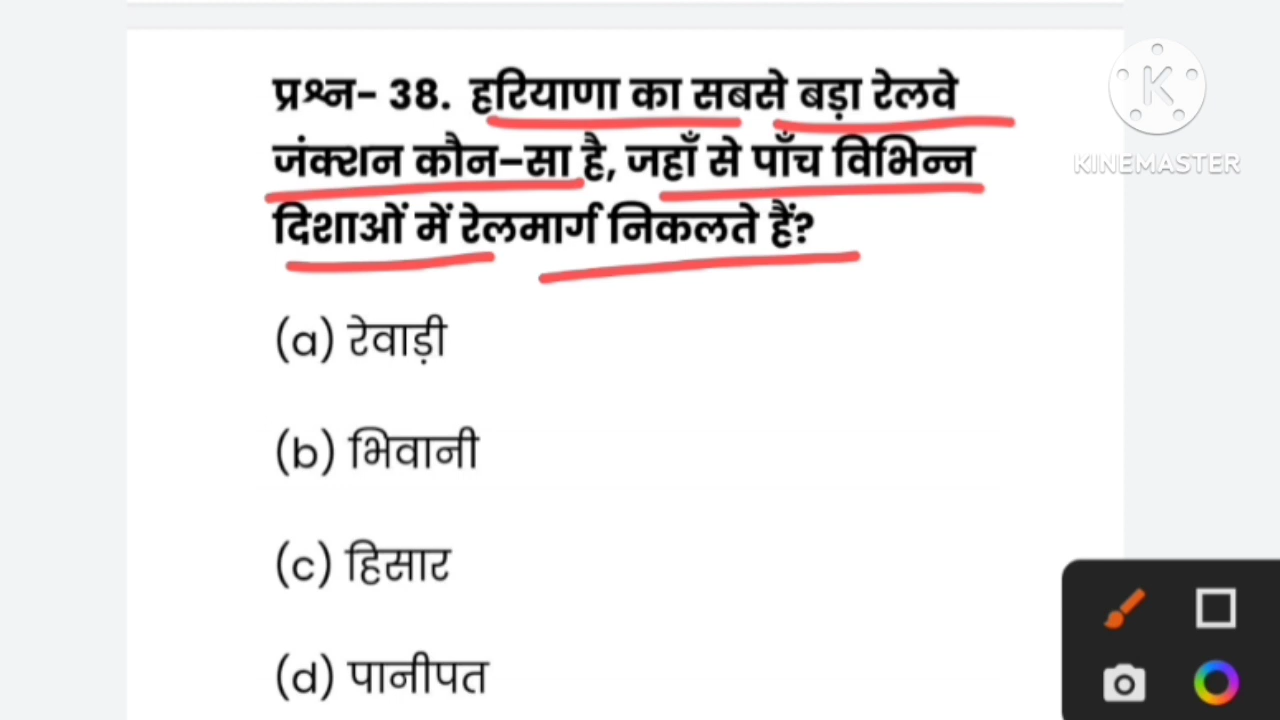 प्रश्न- 38. हरियाणा का सबसे बड़ा रेलवे
जंक्शन कौन-सा है, जहाँ से पाँच विभिन्न
दिशाओं में रेलमार्ग निकलते हैं?
(a) रेवाड़ी
(b) भिवानी
(c) हिसार
(d) पानीपत
K
KINEMASTER